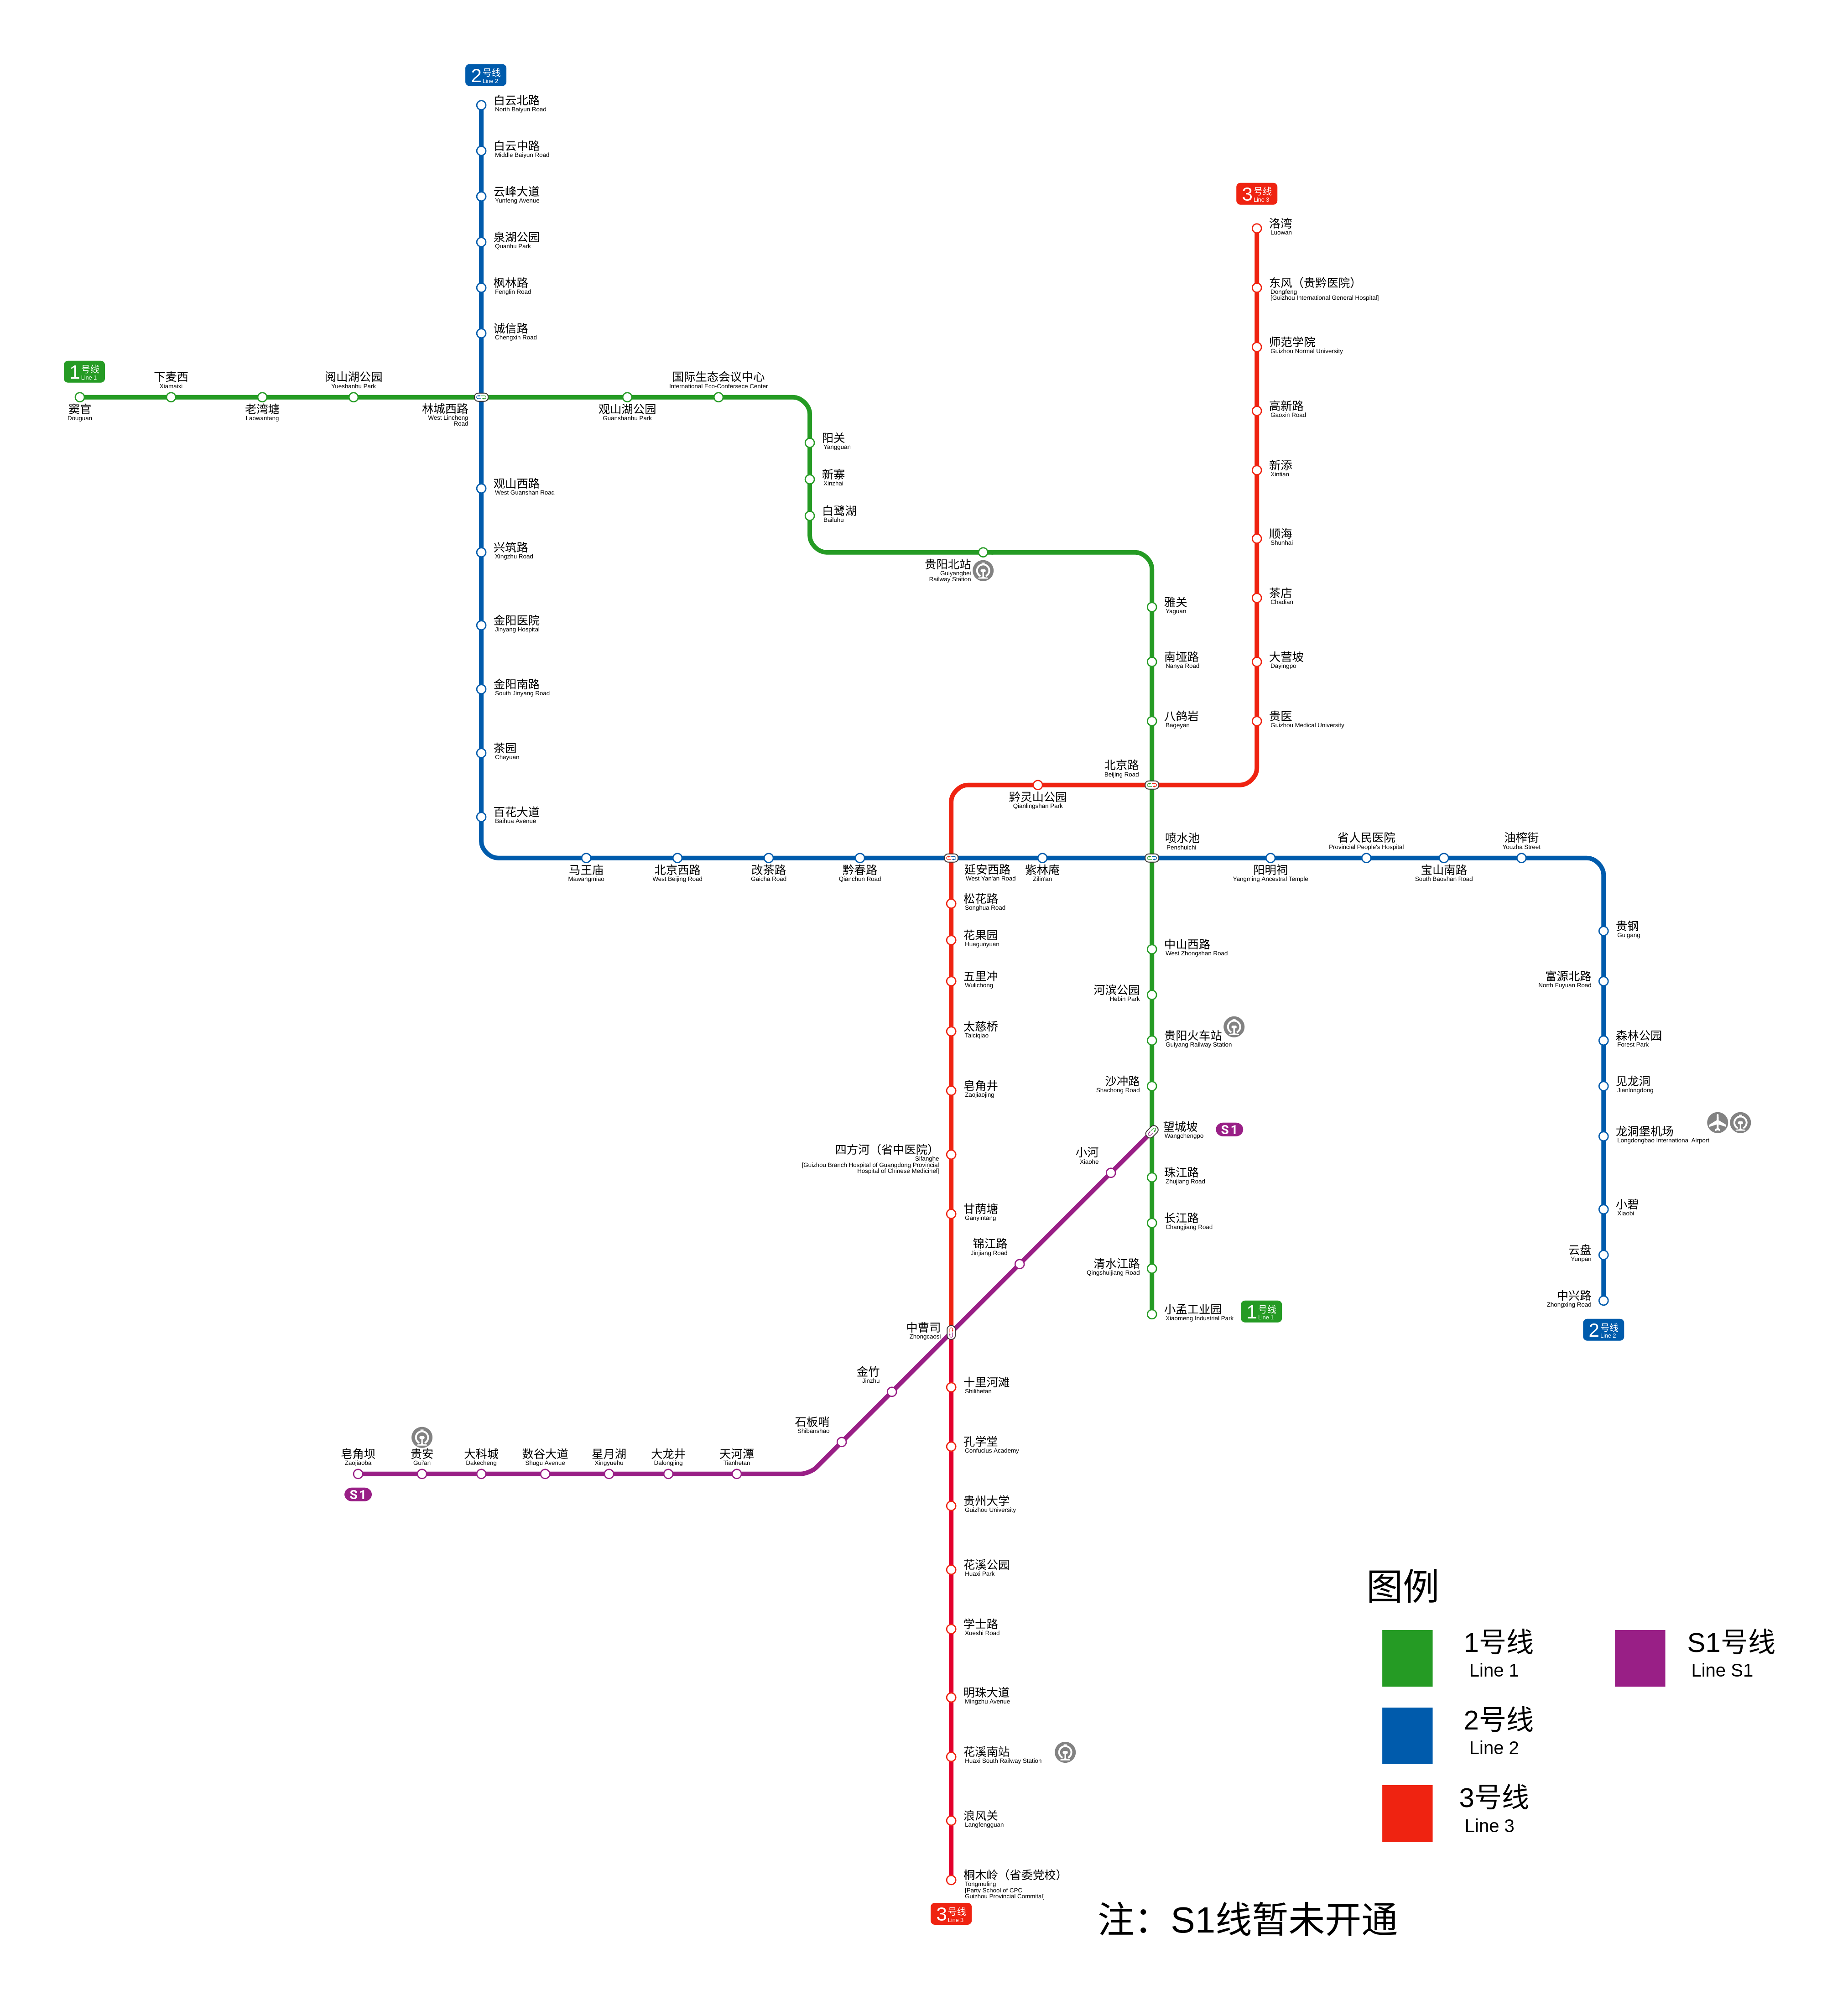 2号线
Line 2
白云北路
North Baiyun Road
白云中路
Middle Baiyun Road
云峰大道
Yunfeng Avenue
泉湖公园
Quanhu Park
枫林路
Fenglin Road
诚信路
Chengxin Road
3号线
Line 3
洛湾
Luowan
东风（贵黔医院）
Dongfeng
[Guizhou International General Hospital]
师范学院
Guizhou Normal University
高新路
Gaoxin Road
新添
Xintian
顺海
Shunhai
茶店
Chadian
大营坡
Dayingpo
贵医
Guizhou Medical University
1号线
Line 1
窦官
Douguan
下麦西
Xiamaixi
老湾塘
Laowantang
阅山湖公园
Yueshanhu Park
林城西路
West Lincheng
Road
观山湖公园
Guanshanhu Park
国际生态会议中心
International Eco-Confersece Center
阳关
Yangguan
新寨
Xinzhai
白鹭湖
Bailuhu
贵阳北站
Guiyangbei
Railway Station
雅关
Yaguan
南垭路
Nanya Road
八鸽岩
Bageyan
北京路
Beijing Road
黔灵山公园
Qianlingshan Park
观山西路
West Guanshan Road
兴筑路
Xingzhu Road
金阳医院
Jinyang Hospital
金阳南路
South Jinyang Road
茶园
Chayuan
百花大道
Baihua Avenue
马王庙
Mawangmiao
北京西路
West Beijing Road
改茶路
Gaicha Road
黔春路
Qianchun Road
延安西路
West Yan'an Road
紫林庵
Zilin'an
喷水池
Penshuichi
阳明祠
Yangming Ancestral Temple
省人民医院
Provincial People's Hospital
宝山南路
South Baoshan Road
油榨街
Youzha Street
贵钢
Guigang
富源北路
North Fuyuan Road
森林公园
Forest Park
见龙洞
Jianlongdong
龙洞堡机场
Longdongbao International Airport
小碧
Xiaobi
云盘
Yunpan
中兴路
Zhongxing Road
2号线
Line 2
松花路
Songhua Road
花果园
Huaguoyuan
五里冲
Wulichong
太慈桥
Taiciqiao
皂角井
Zaojiaojing
四方河（省中医院）
Sifanghe
[Guizhou Branch Hospital of Guangdong Provincial
Hospital of Chinese Medicinel]
甘荫塘
Ganyintang
中山西路
West Zhongshan Road
河滨公园
Hebin Park
贵阳火车站
Guiyang Railway Station
沙冲路
Shachong Road
望城坡
Wangchengpo
S1
小河
Xiaohe
珠江路
Zhujiang Road
长江路
Changjiang Road
锦江路
Jinjiang Road
清水江路
Qingshuijiang Road
小孟工业园
Xiaomeng Industrial Park
1号线
Line 1
中曹司
Zhongcaosi
金竹
Jinzhu
石板哨
Shibanshao
皂角坝
Zaojiaoba
贵安
Gui'an
大科城
Dakecheng
数谷大道
Shugu Avenue
星月湖
Xingyuehu
大龙井
Dalongjing
天河潭
Tianhetan
S1
十里河滩
Shilihetan
孔学堂
Confucius Academy
贵州大学
Guizhou University
花溪公园
Huaxi Park
学士路
Xueshi Road
明珠大道
Mingzhu Avenue
花溪南站
Huaxi South Railway Station
浪风关
Langfengguan
桐木岭（省委党校）
Tongmuling
[Party School of CPC
Guizhou Provincial Commital]
3号线
Line 3
图例
1号线
Line 1
S1号线
Line S1
2号线
Line 2
3号线
Line 3
注：S1线暂未开通